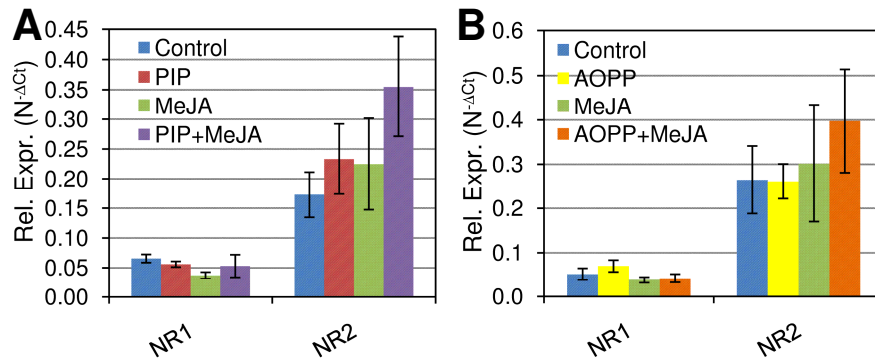 A
Rel. Expr. (N-ΔCt)
0.45
0.40
0.35
0.30
0.25
0.20
0.15
0.10
0.05
0.00
Control
PIP
MeJA
PIP+MeJA
NR1
NR2
B
Rel. Expr. (N-ΔCt)
0.6
0.5
0.4
0.3
0.2
0.1
0.0
Control
AOPP
MeJA
AOPP+MeJA
NR1
NR2